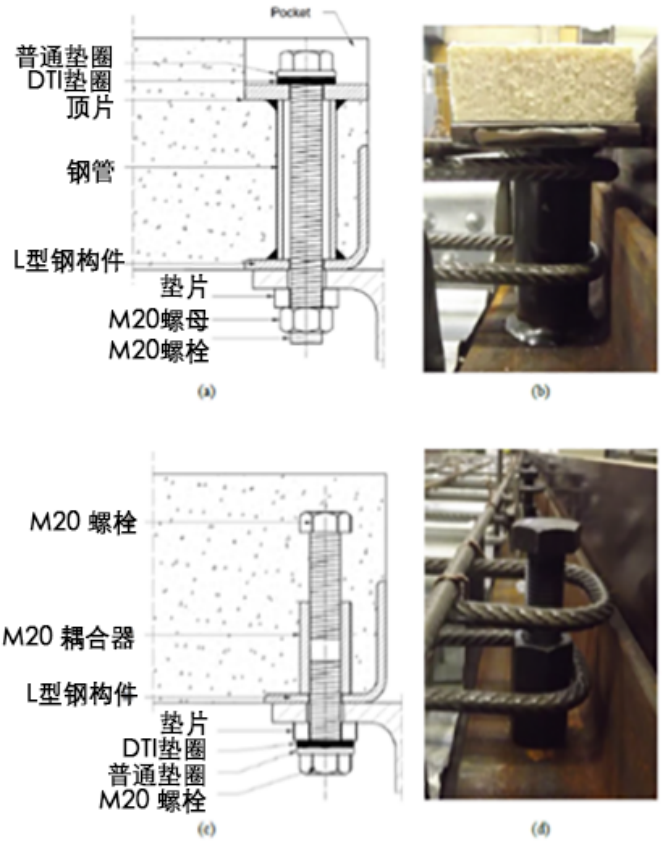 Pocket
普通垫圈
DTI垫圈
顶片
钢管
L型钢构件
垫片
M20螺母
M20螺栓
(a)
(b)
M20 螺栓
M20 耦合器
L型钢构件
垫片
DTI垫圈
普通垫圈
M20 螺栓
(c)
(d)